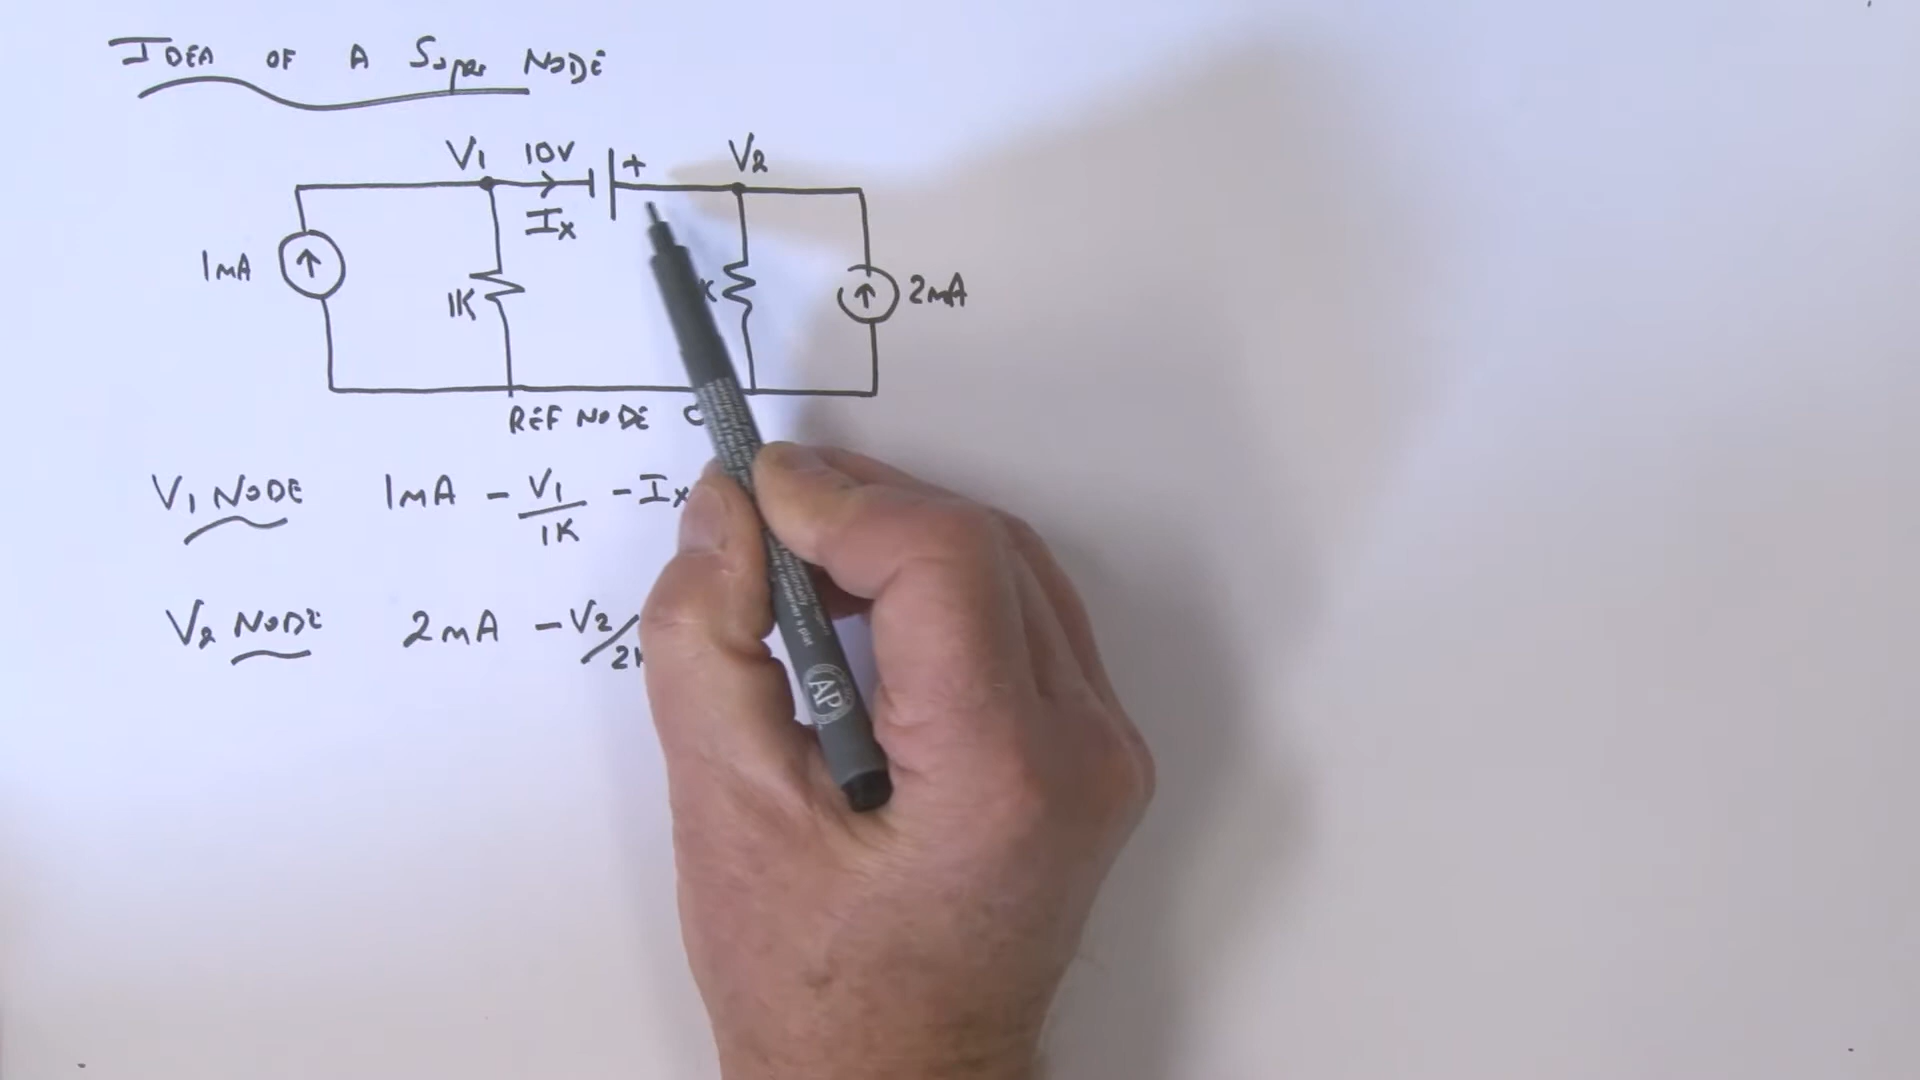 IDEA OF A Super NODE
V1 10V + V2
Ix
1mA 1K K 2mA
REF NODE
V1 NODE 1mA - V1/1K - Ix
V2 NODE 2mA - V2/2K
AP